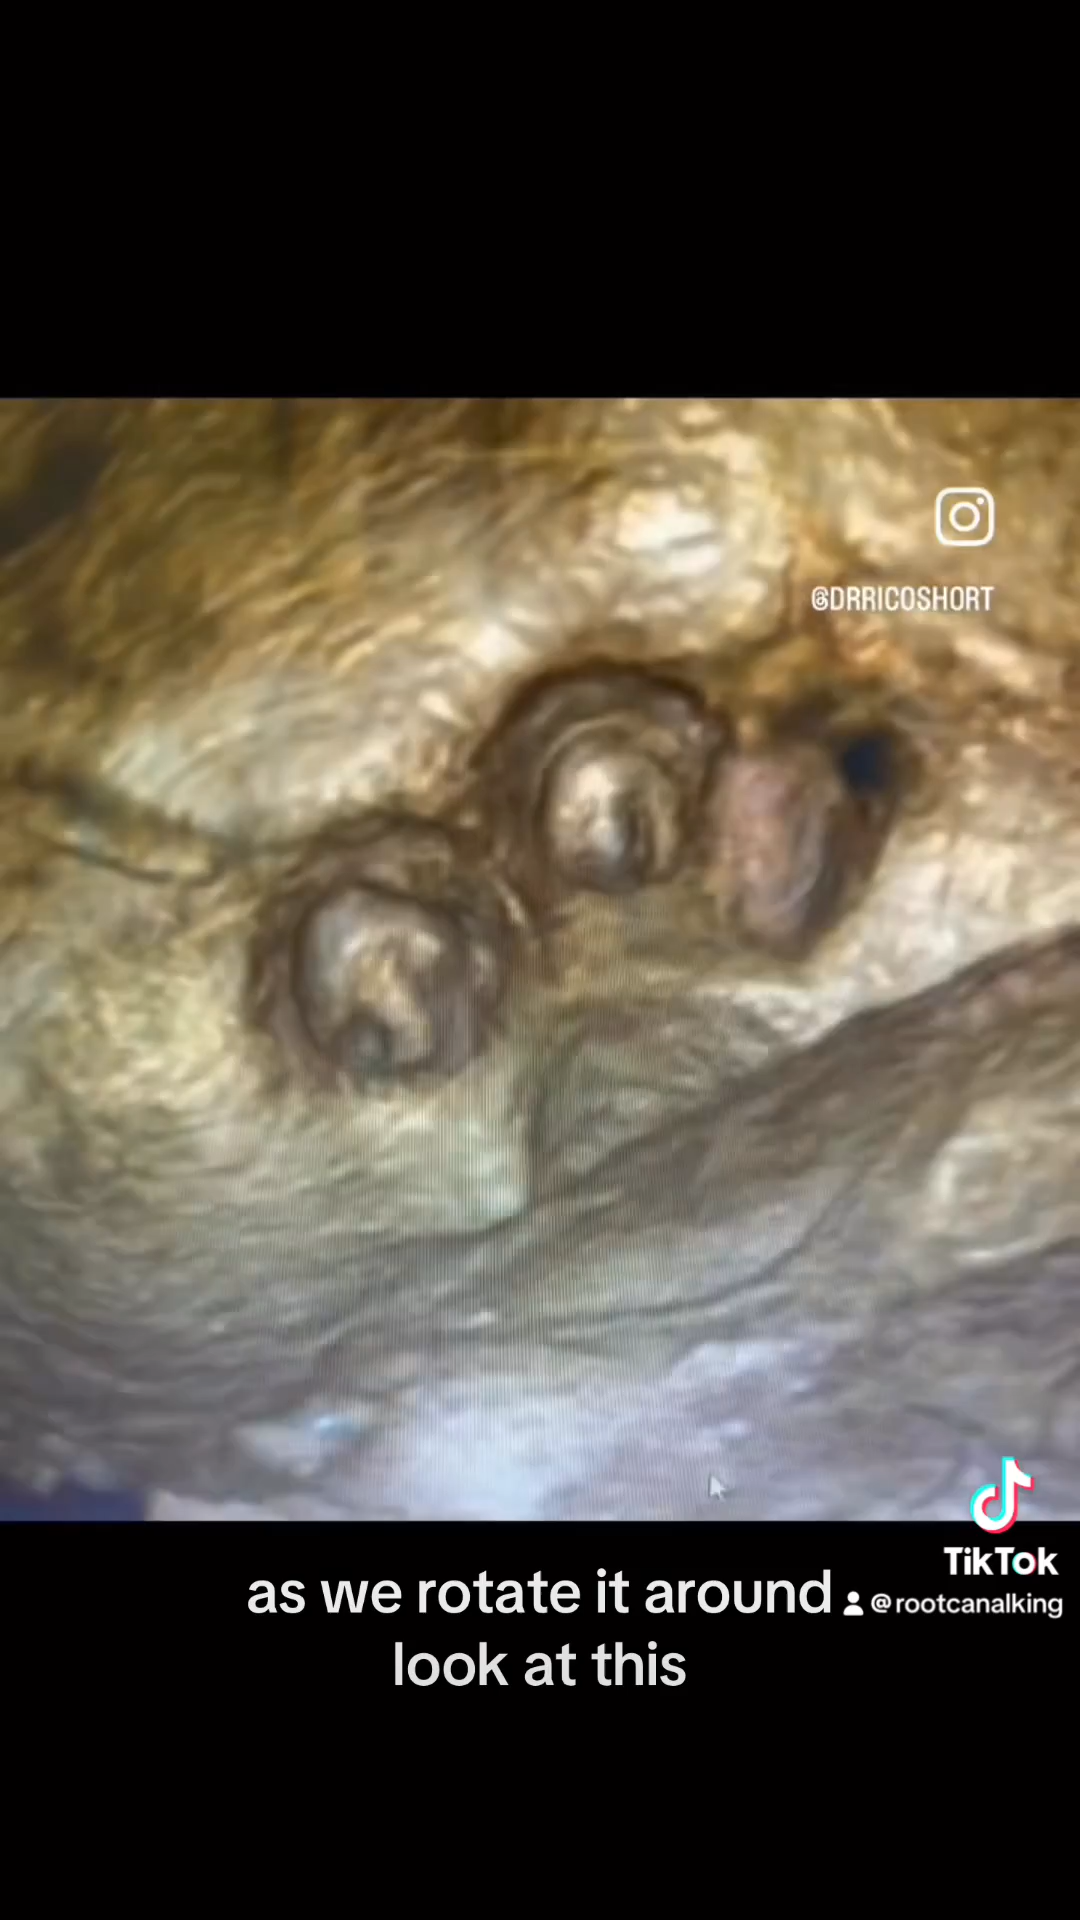 @DRRICOSHORT
TikTok
as we rotate it around
@rootcanalking
look at this